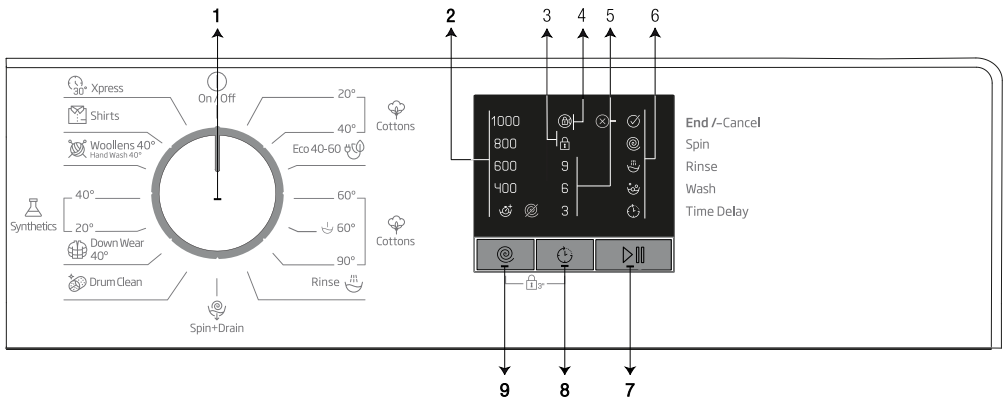 1
2
3
4
5
6
30° Xpress
Shirts
Woollens 40°
Hand Wash 40°
40°
Synthetics
20°
Down Wear
40°
Drum Clean
Spin+Drain
On / Off
20°
40°
Cottons
Eco 40-60
60°
60°
Cottons
90°
Rinse
1000
800
600
400
9
6
3
End /-Cancel
Spin
Rinse
Wash
Time Delay
3"
9
8
7